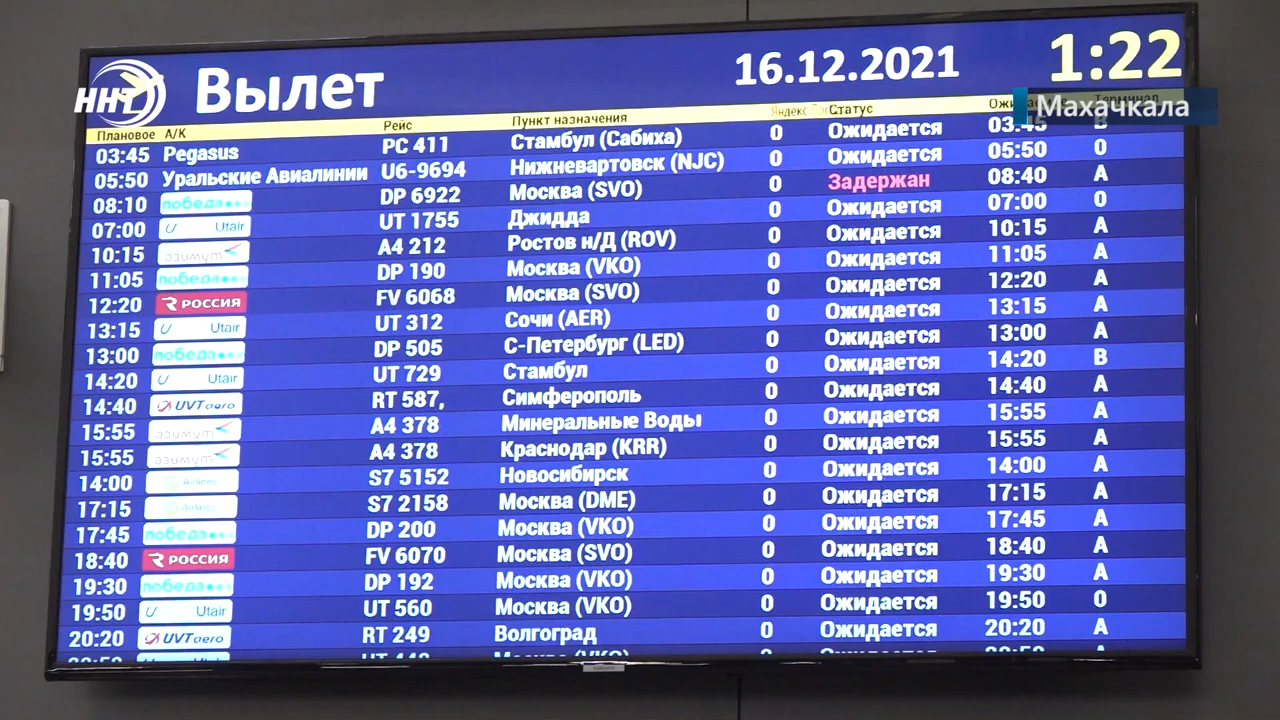 ННТ Вылет 16.12.2021 1:22
Махачкала
Плановое А/К Рейс Пункт назначения Яндекс Статус Терминал
03:45 Pegasus PC 411 Стамбул (Сабиха) 0 Ожидается 03:45 B
05:50 Уральские Авиалинии U6-9694 Нижневартовск (NJC) 0 Ожидается 05:50 0
08:10 победа DP 6922 Москва (SVO) 0 Задержан 08:40 A
07:00 Utair UT 1755 Джидда 0 Ожидается 07:00 0
10:15 азимут A4 212 Ростов н/Д (ROV) 0 Ожидается 10:15 A
11:05 победа DP 190 Москва (VKO) 0 Ожидается 11:05 A
12:20 РОССИЯ FV 6068 Москва (SVO) 0 Ожидается 12:20 A
13:15 Utair UT 312 Сочи (AER) 0 Ожидается 13:15 A
13:00 победа DP 505 С-Петербург (LED) 0 Ожидается 13:00 A
14:20 Utair UT 729 Стамбул 0 Ожидается 14:20 B
14:40 UVTaero RT 587, Симферополь 0 Ожидается 14:40 A
15:55 азимут A4 378 Минеральные Воды 0 Ожидается 15:55 A
15:55 азимут A4 378 Краснодар (KRR) 0 Ожидается 15:55 A
14:00 Airlines S7 5152 Новосибирск 0 Ожидается 14:00 A
17:15 Airlines S7 2158 Москва (DME) 0 Ожидается 17:15 A
17:45 победа DP 200 Москва (VKO) 0 Ожидается 17:45 A
18:40 РОССИЯ FV 6070 Москва (SVO) 0 Ожидается 18:40 A
19:30 победа DP 192 Москва (VKO) 0 Ожидается 19:30 A
19:50 Utair UT 560 Москва (VKO) 0 Ожидается 19:50 0
20:20 UVTaero RT 249 Волгоград 0 Ожидается 20:20 A